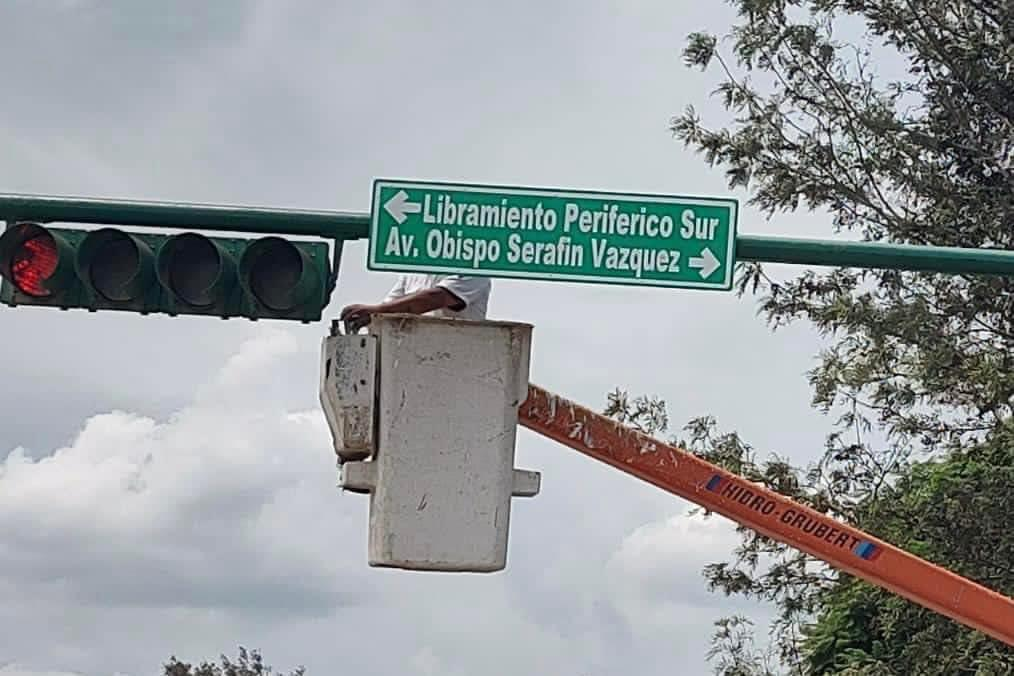 Libramiento Periferico Sur
Av. Obispo Serafin Vazquez
HIDRO-GRUBERT